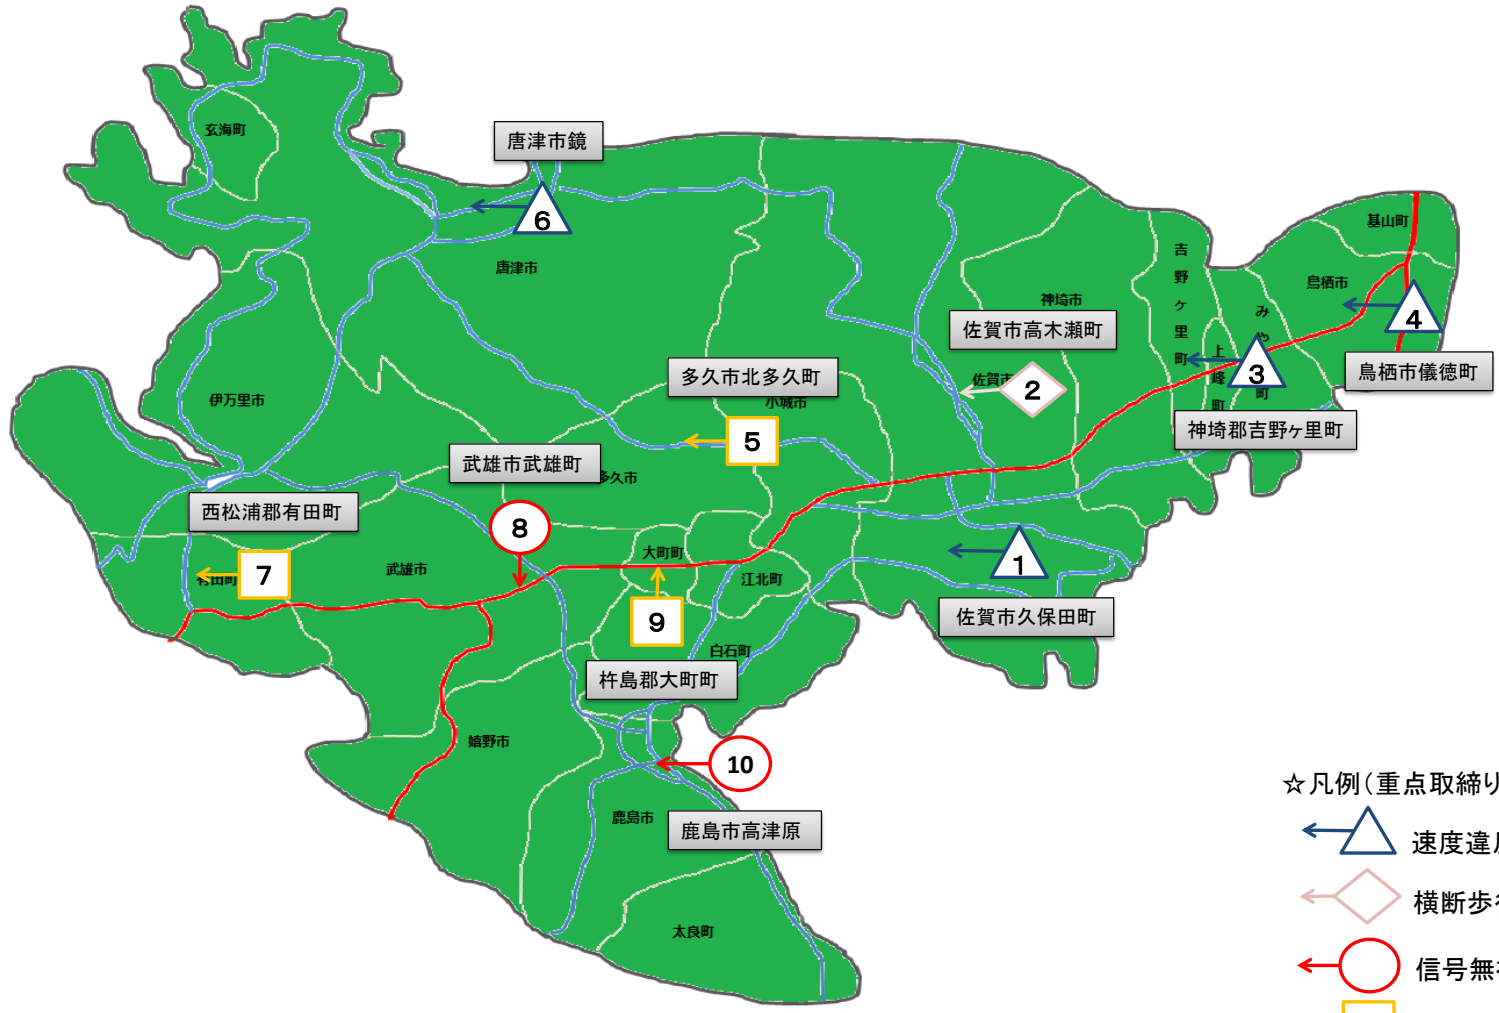 玄海町
唐津市鏡
6
唐津市
基山町
鳥栖市
4
鳥栖市儀徳町
吉野ケ里町
神埼市
佐賀市高木瀬町
佐賀市
2
上峰町
3
神埼郡吉野ヶ里町
多久市北多久町
小城市
5
伊万里市
武雄市武雄町
多久市
8
西松浦郡有田町
有田町
7
武雄市
大町町
江北町
9
1
佐賀市久保田町
白石町
杵島郡大町町
嬉野市
10
鹿島市
鹿島市高津原
太良町
☆凡例(重点取締り
速度違
横断歩
信号無